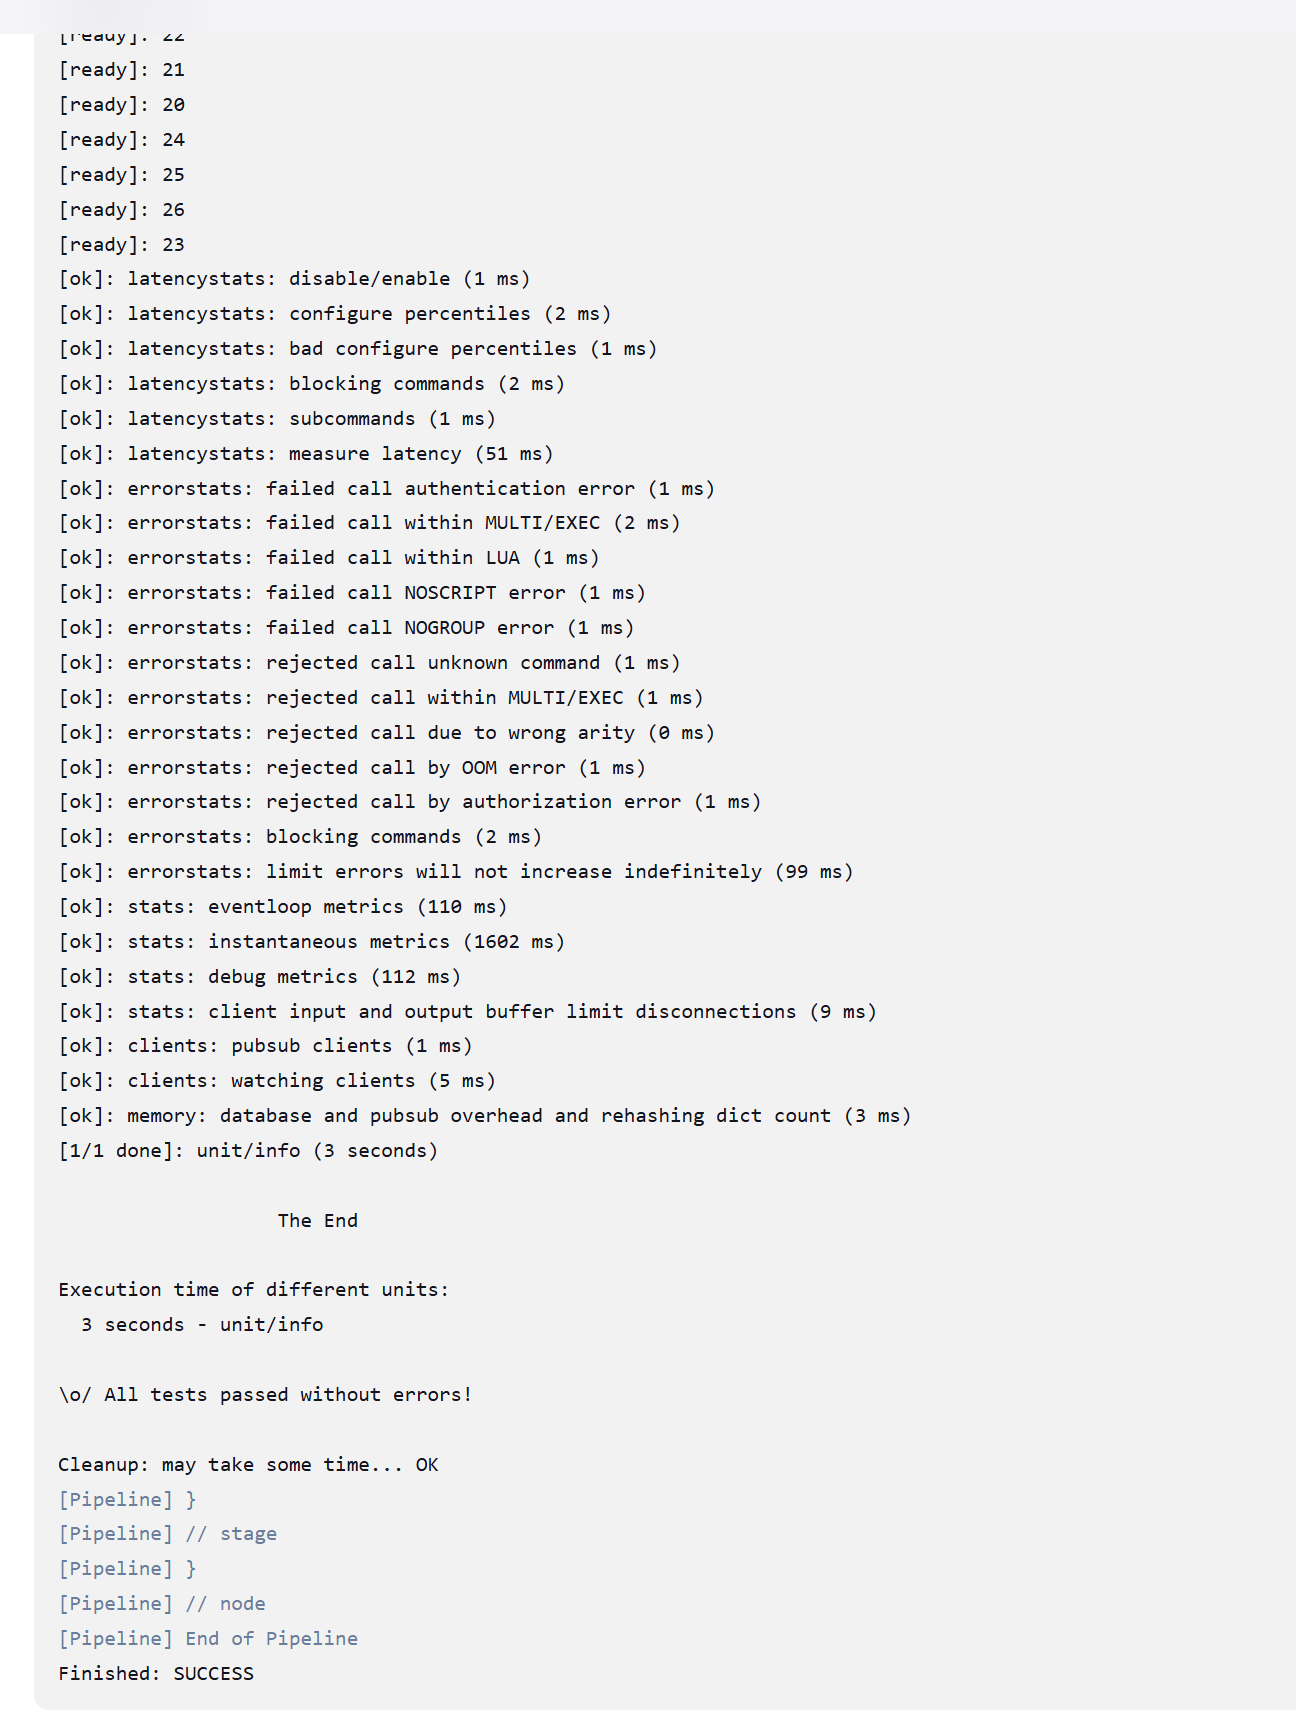 [ready]: 22
[ready]: 21
[ready]: 20
[ready]: 24
[ready]: 25
[ready]: 26
[ready]: 23
[ok]: latencystats: disable/enable (1 ms)
[ok]: latencystats: configure percentiles (2 ms)
[ok]: latencystats: bad configure percentiles (1 ms)
[ok]: latencystats: blocking commands (2 ms)
[ok]: latencystats: subcommands (1 ms)
[ok]: latencystats: measure latency (51 ms)
[ok]: errorstats: failed call authentication error (1 ms)
[ok]: errorstats: failed call within MULTI/EXEC (2 ms)
[ok]: errorstats: failed call within LUA (1 ms)
[ok]: errorstats: failed call NOSCRIPT error (1 ms)
[ok]: errorstats: failed call NOGROUP error (1 ms)
[ok]: errorstats: rejected call unknown command (1 ms)
[ok]: errorstats: rejected call within MULTI/EXEC (1 ms)
[ok]: errorstats: rejected call due to wrong arity (0 ms)
[ok]: errorstats: rejected call by OOM error (1 ms)
[ok]: errorstats: rejected call by authorization error (1 ms)
[ok]: errorstats: blocking commands (2 ms)
[ok]: errorstats: limit errors will not increase indefinitely (99 ms)
[ok]: stats: eventloop metrics (110 ms)
[ok]: stats: instantaneous metrics (1602 ms)
[ok]: stats: debug metrics (112 ms)
[ok]: stats: client input and output buffer limit disconnections (9 ms)
[ok]: clients: pubsub clients (1 ms)
[ok]: clients: watching clients (5 ms)
[ok]: memory: database and pubsub overhead and rehashing dict count (3 ms)
[1/1 done]: unit/info (3 seconds)
The End
Execution time of different units:
3 seconds - unit/info
\o/ All tests passed without errors!
Cleanup: may take some time... OK
[Pipeline] }
[Pipeline] // stage
[Pipeline] }
[Pipeline] // node
[Pipeline] End of Pipeline
Finished: SUCCESS